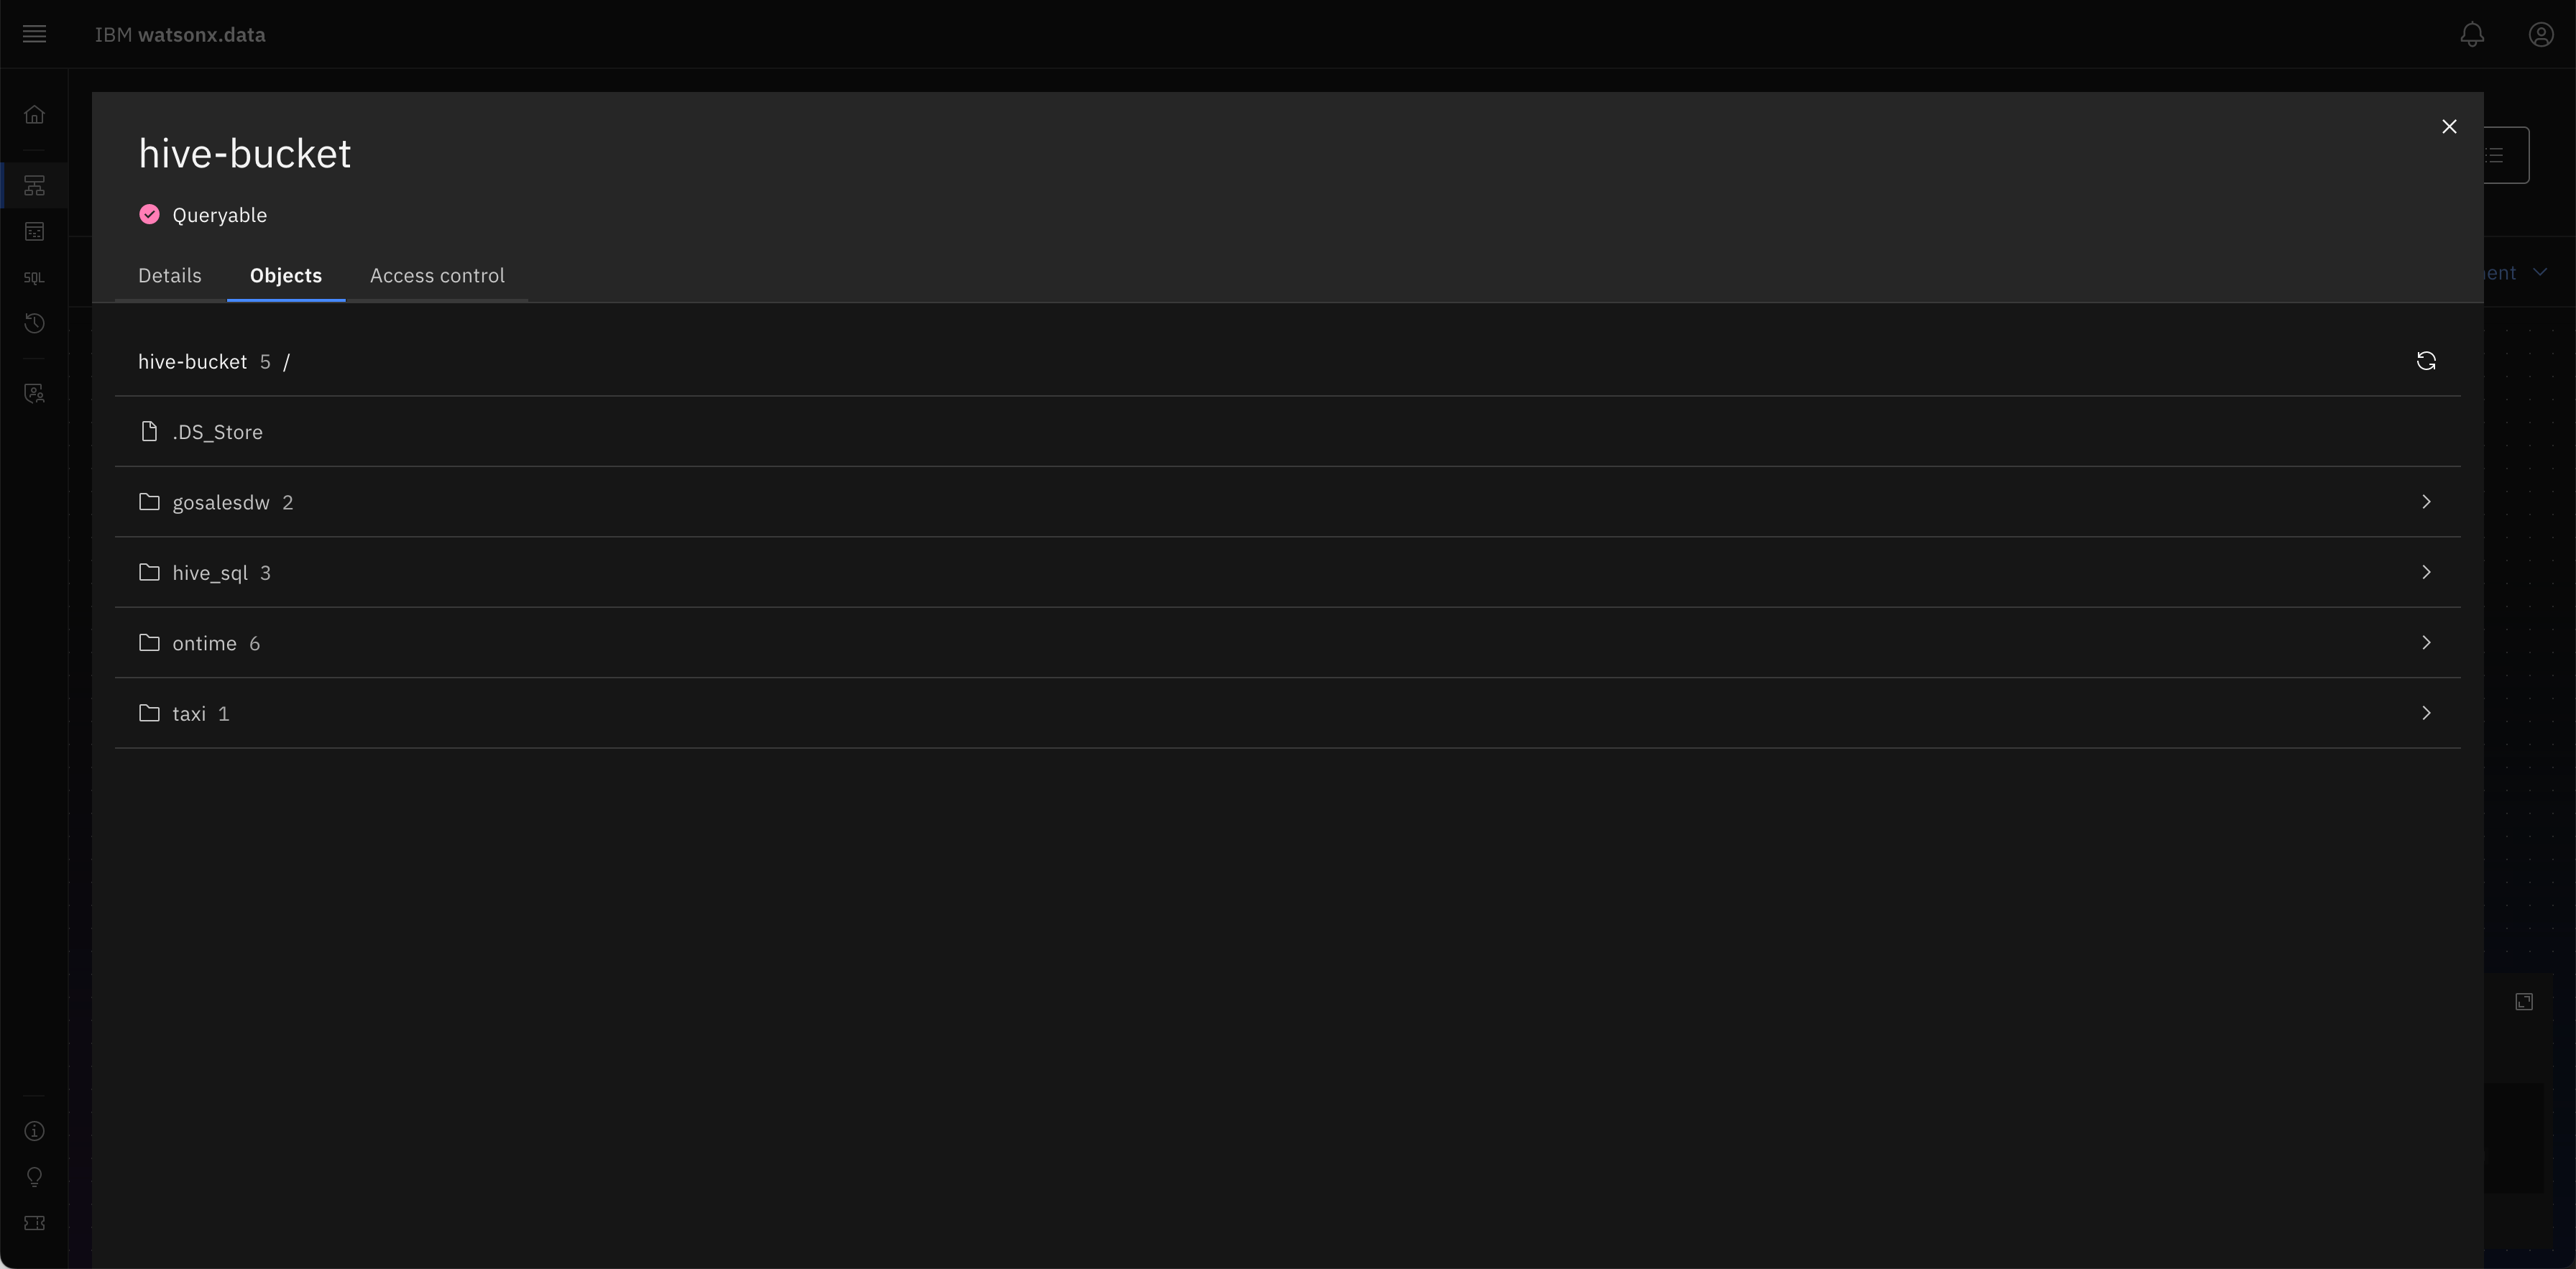 IBM watsonx.data
hive-bucket
Queryable
Details Objects Access control
hive-bucket 5 /
.DS_Store
gosalesdw 2
hive_sql 3
ontime 6
taxi 1
SQL